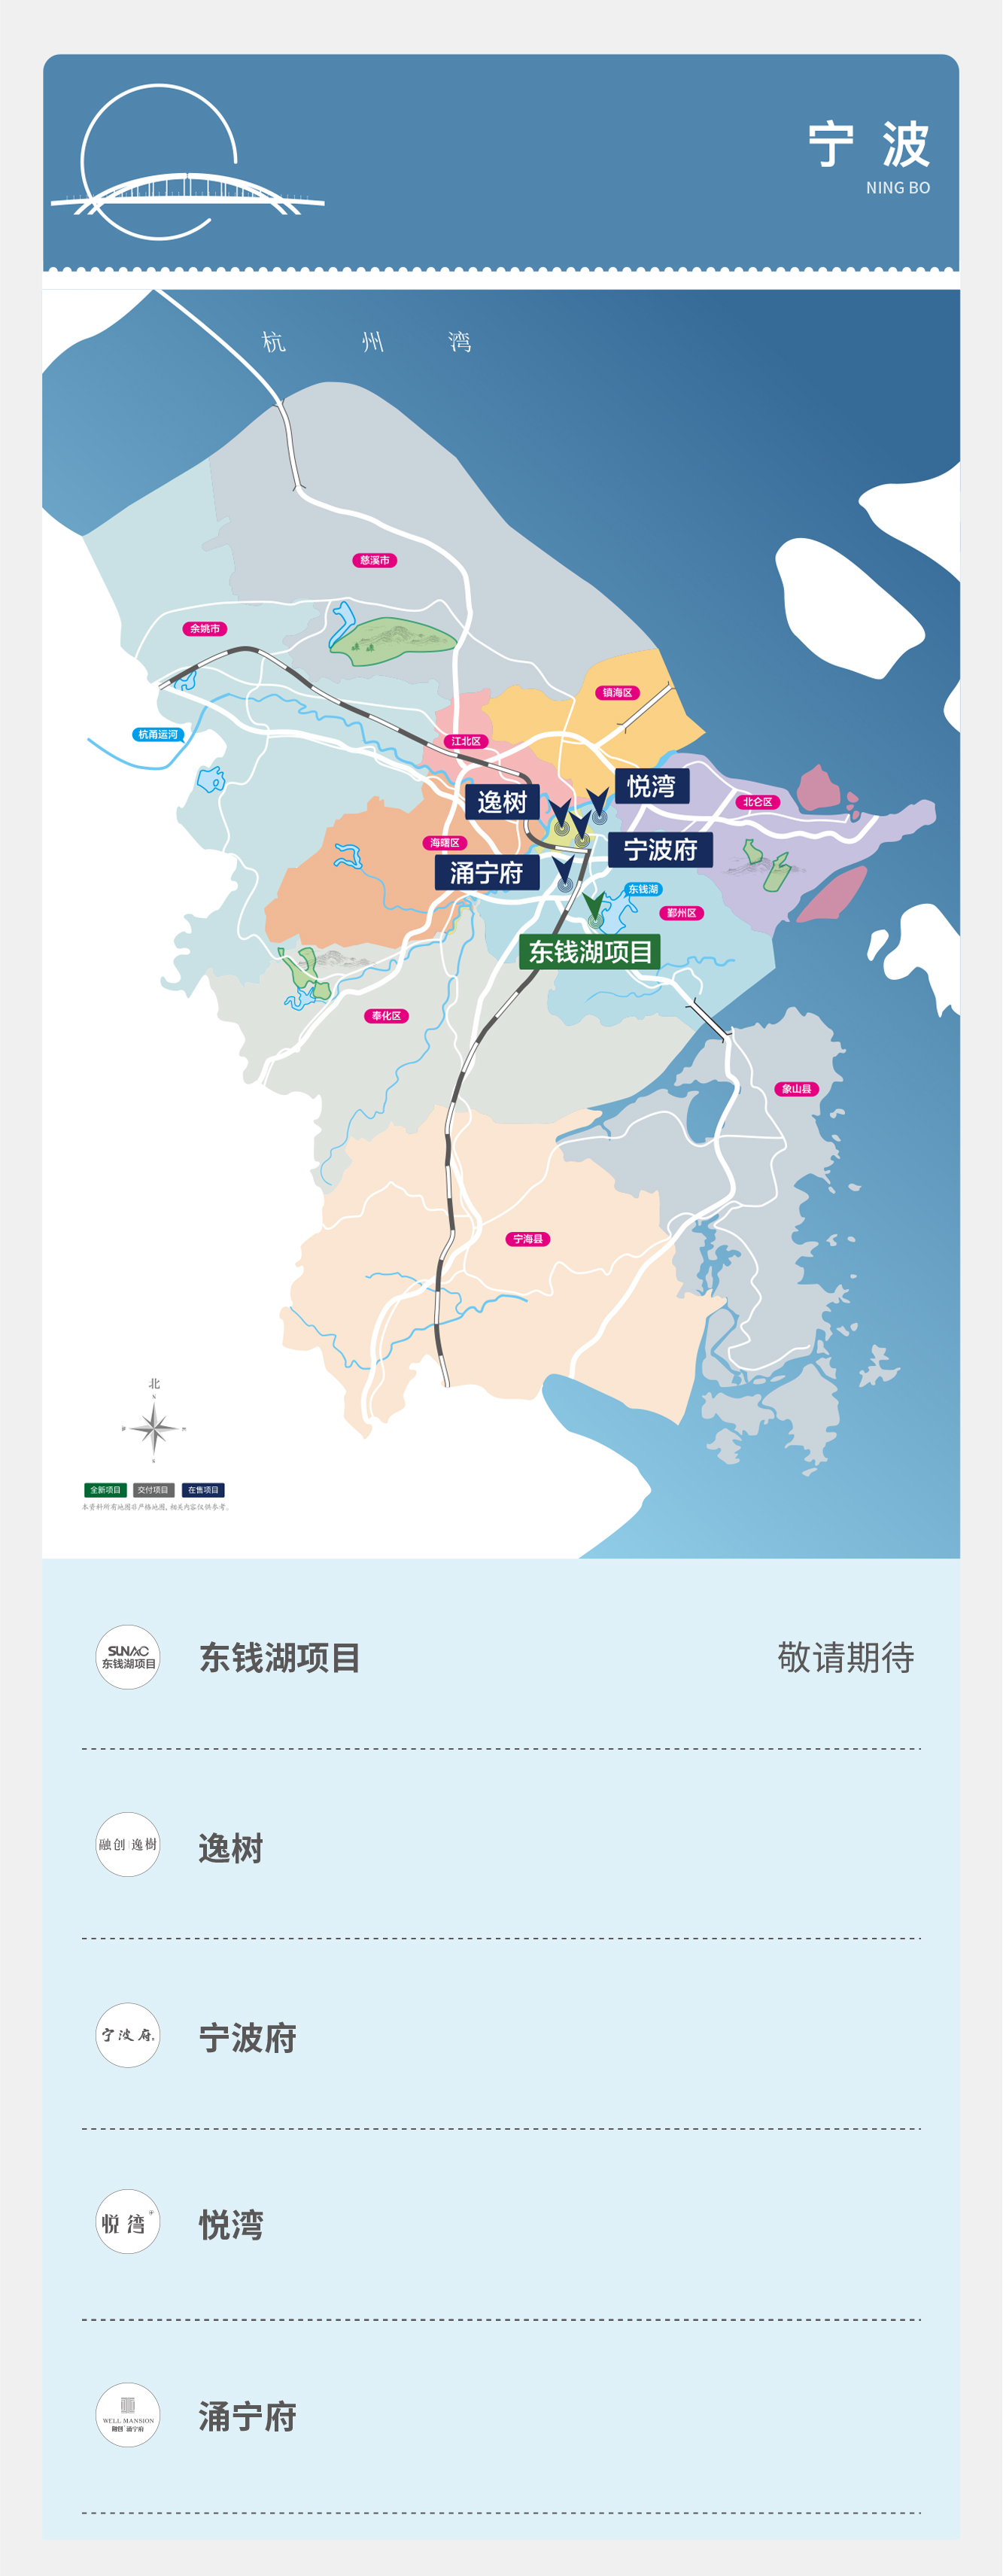 宁 波
NING BO
杭 州 湾
慈溪市
余姚市
镇海区
杭甬运河
江北区
悦湾
逸树
北仑区
海曙区
宁波府
涌宁府
东钱湖
鄞州区
东钱湖项目
奉化区
象山县
宁海县
北
N
S
全新项目 交付项目 在售项目
本资料所有地图非严格地图,相关内容仅供参考。
SUNAC
东钱湖项目
东钱湖项目 敬请期待
融创 逸樹
逸树
宁波府
宁波府
悦湾
悦湾
WELL MANSION
融创 涌宁府
涌宁府